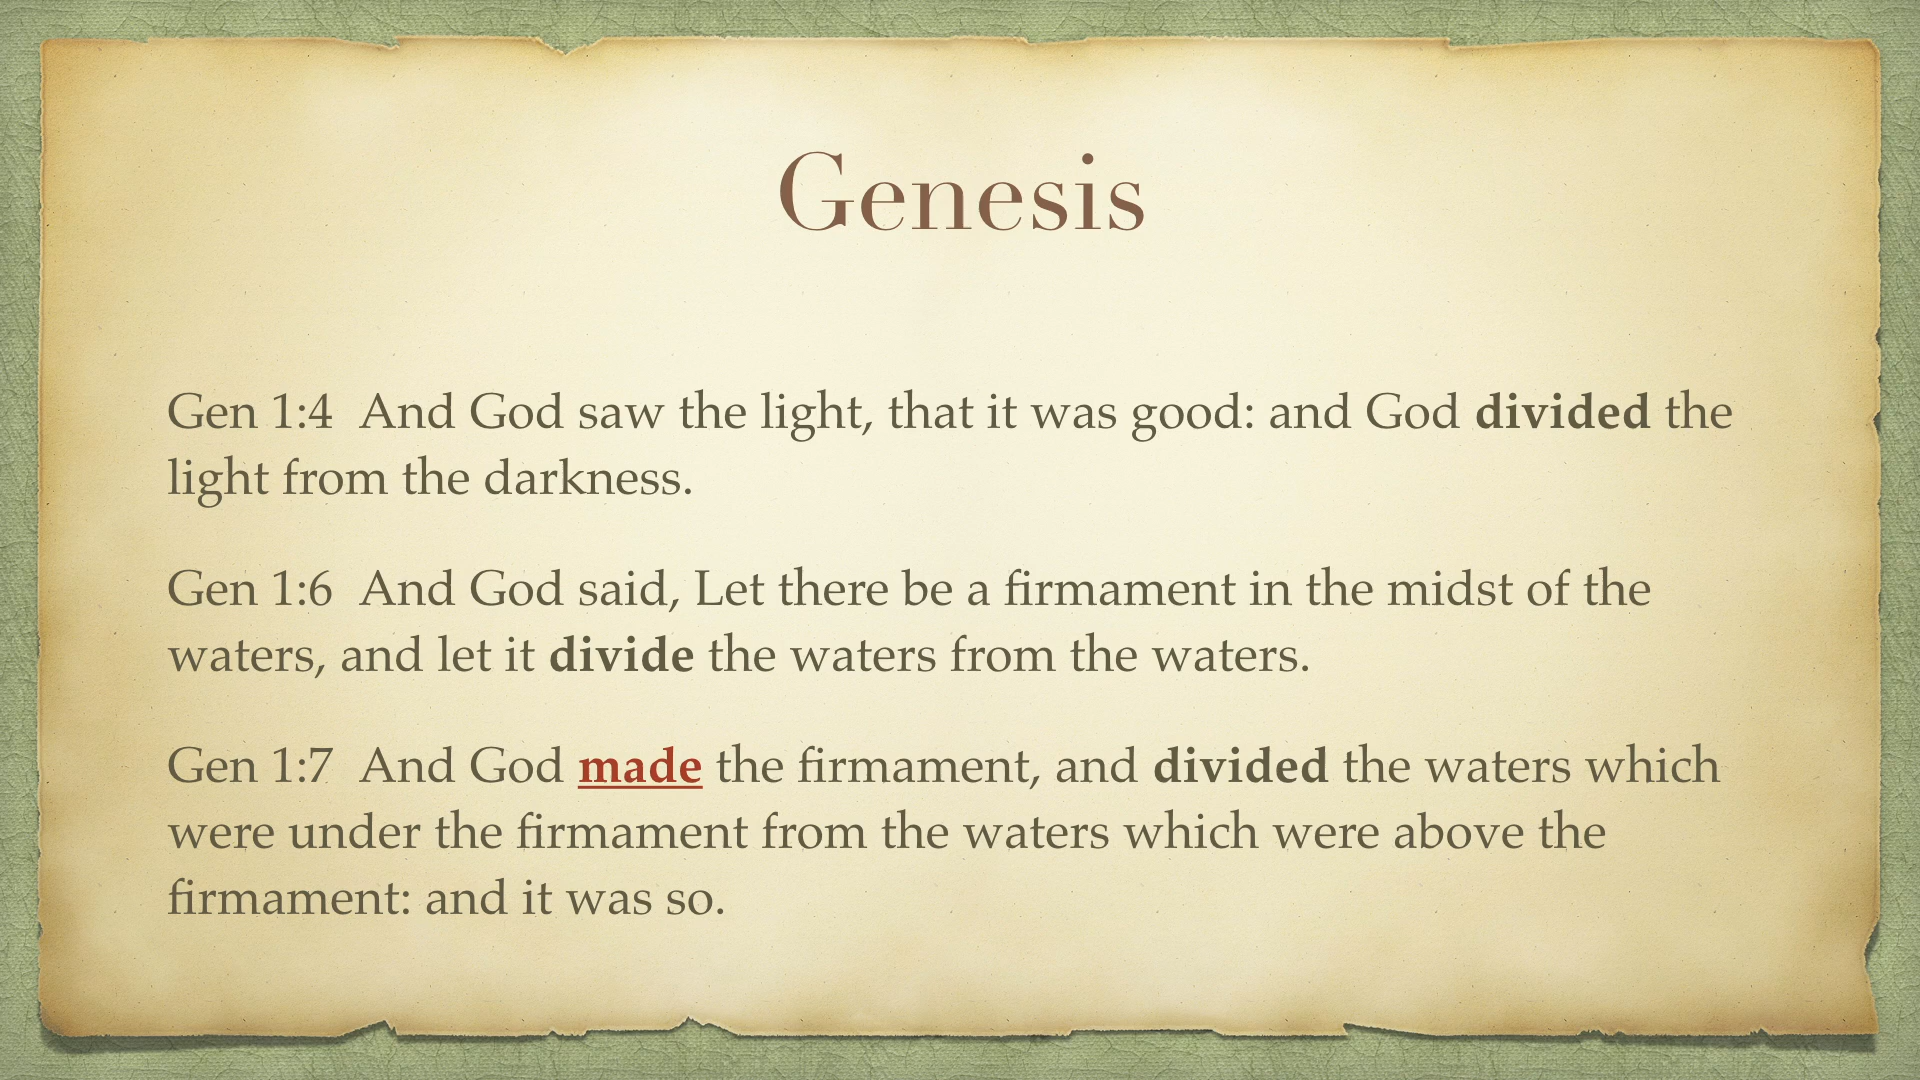 Genesis
Gen 1:4  And God saw the light, that it was good: and God divided the
light from the darkness.
Gen 1:6  And God said, Let there be a firmament in the midst of the
waters, and let it divide the waters from the waters.
Gen 1:7  And God made the firmament, and divided the waters which
were under the firmament from the waters which were above the
firmament: and it was so.